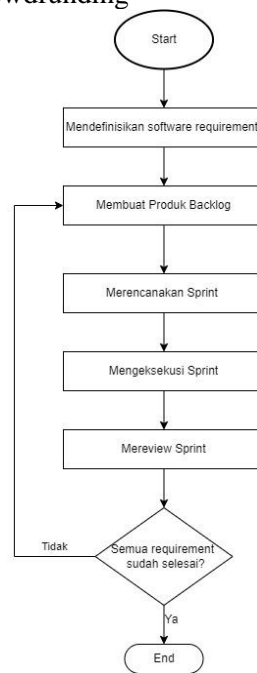 Start
Mendefinisikan software requirement
Membuat Produk Backlog
Merencanakan Sprint
Mengeksekusi Sprint
Mereview Sprint
Tidak
Semua requirement
sudah selesai?
Ya
End